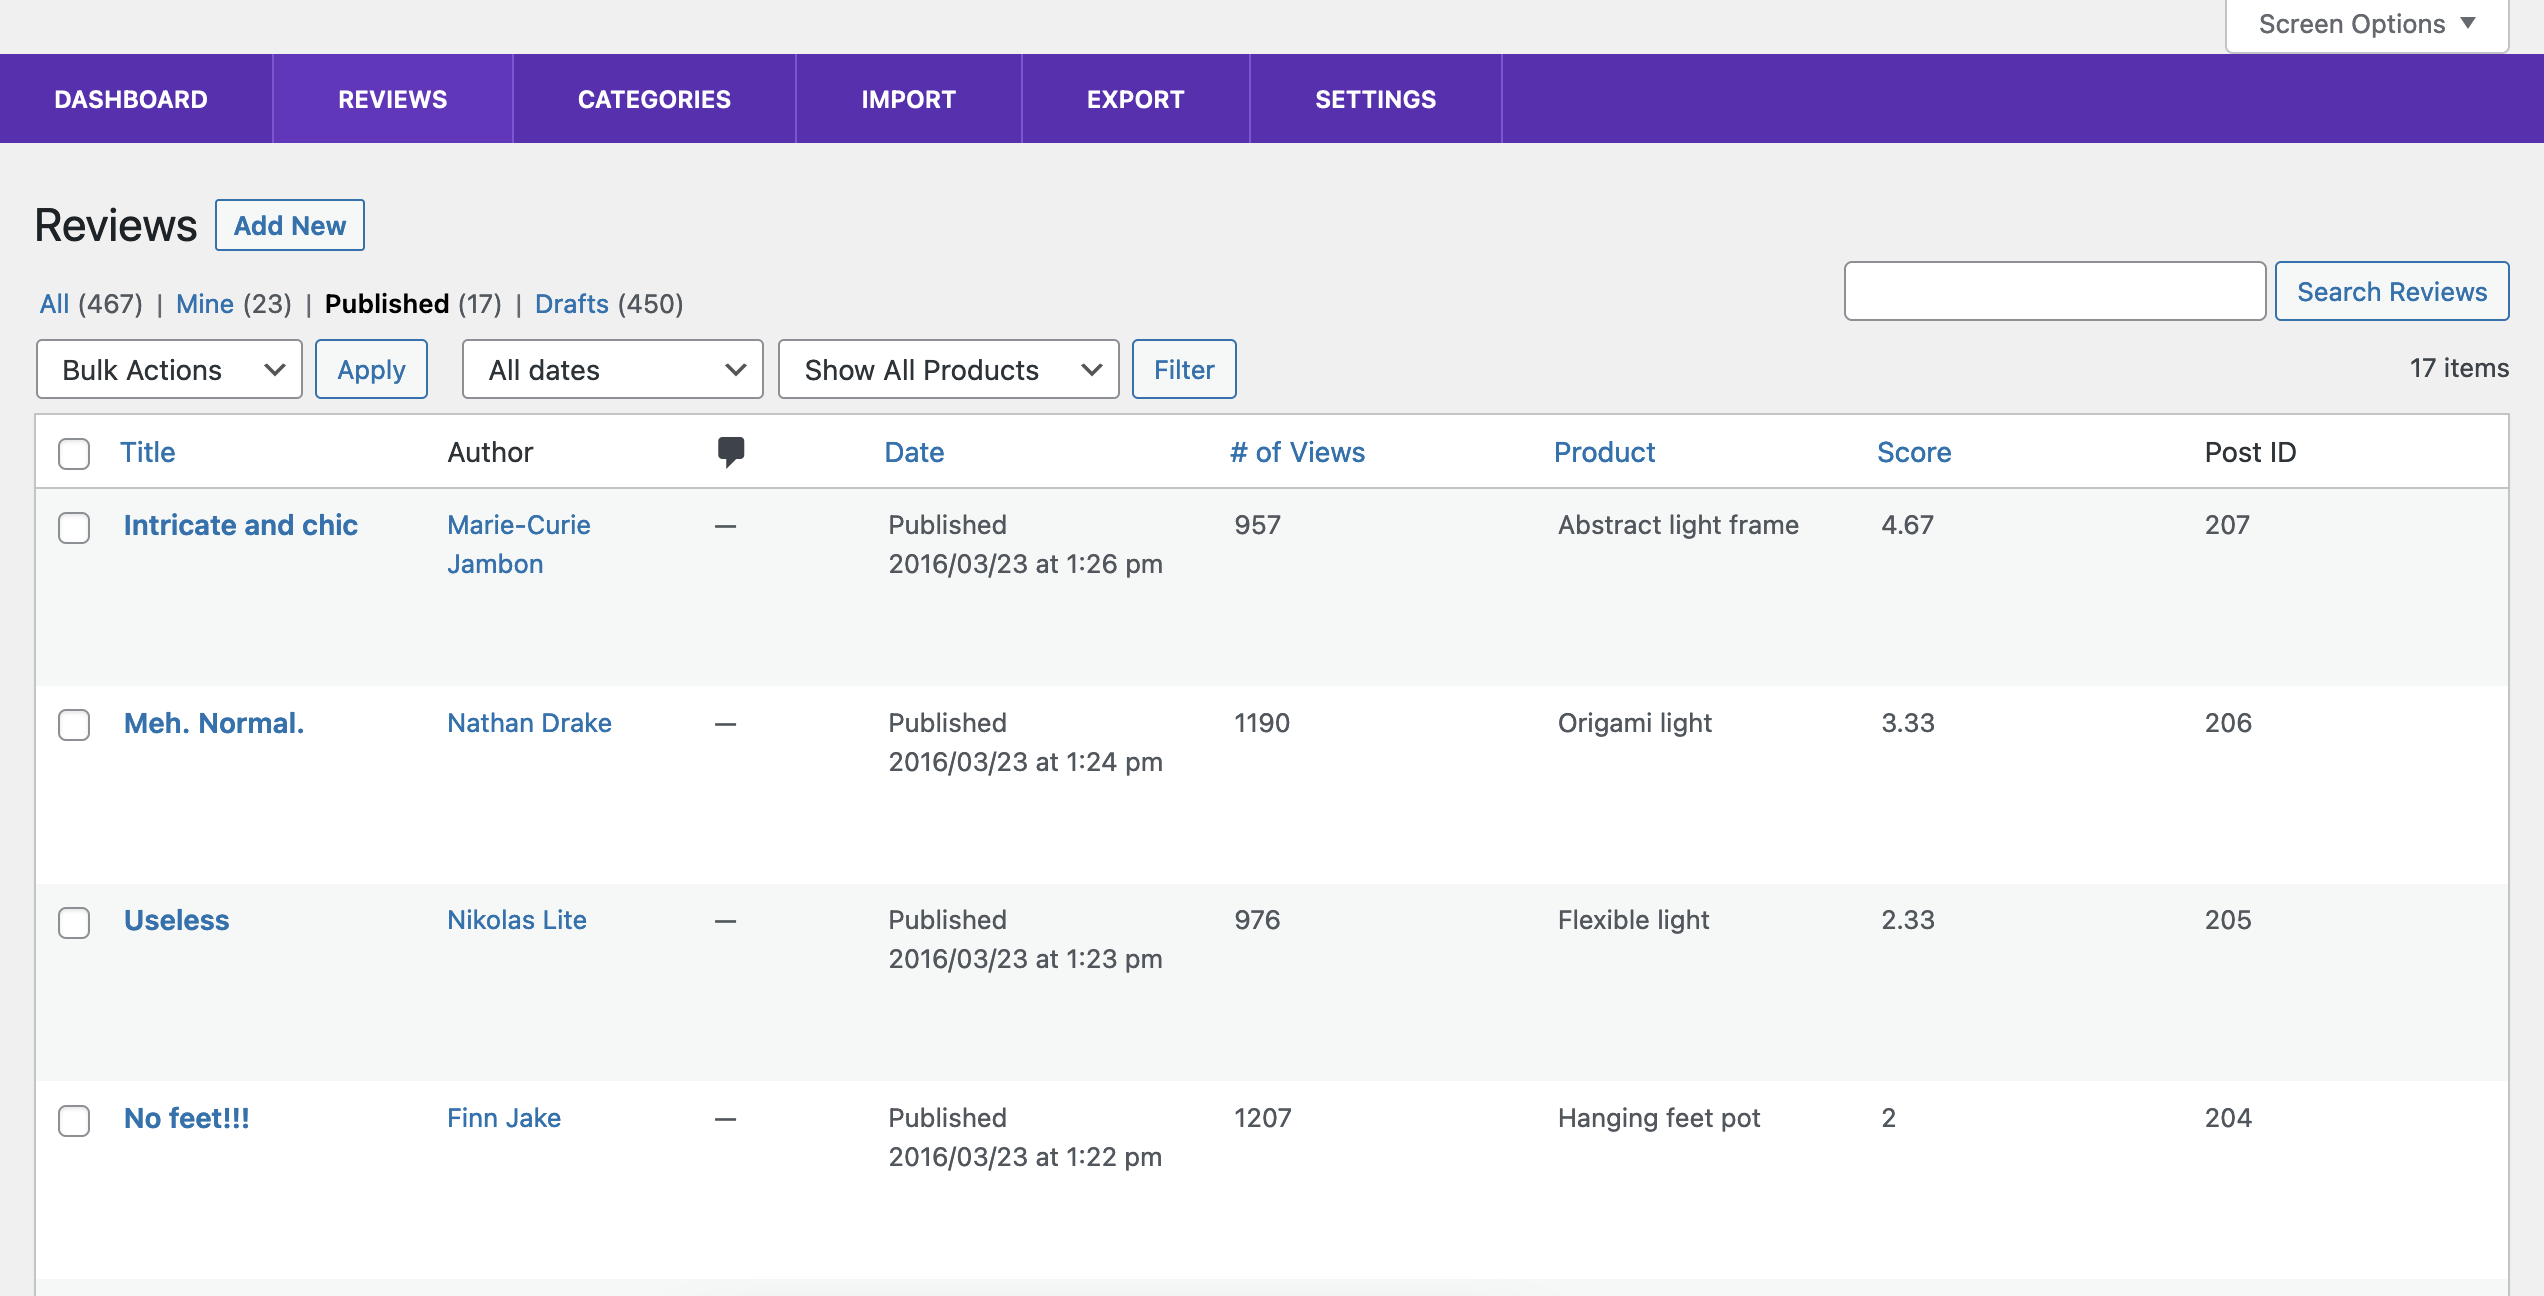 Screen Options ▼
DASHBOARD REVIEWS CATEGORIES IMPORT EXPORT SETTINGS
Reviews Add New
All (467) | Mine (23) | Published (17) | Drafts (450)
Search Reviews
Bulk Actions Apply All dates Show All Products Filter 17 items
Title Author Date # of Views Product Score Post ID
Intricate and chic Marie-Curie — Published 957 Abstract light frame 4.67 207
Jambon 2016/03/23 at 1:26 pm
Meh. Normal. Nathan Drake — Published 1190 Origami light 3.33 206
2016/03/23 at 1:24 pm
Useless Nikolas Lite — Published 976 Flexible light 2.33 205
2016/03/23 at 1:23 pm
No feet!!! Finn Jake — Published 1207 Hanging feet pot 2 204
2016/03/23 at 1:22 pm